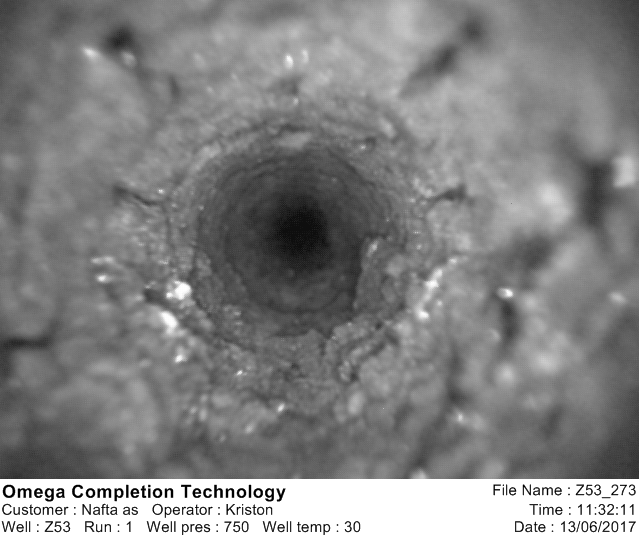 Omega Completion Technology
Customer : Nafta as   Operator : Kriston
Well : Z53   Run : 1   Well pres : 750   Well temp : 30
File Name : Z53_273
Time : 11:32:11
Date : 13/06/2017